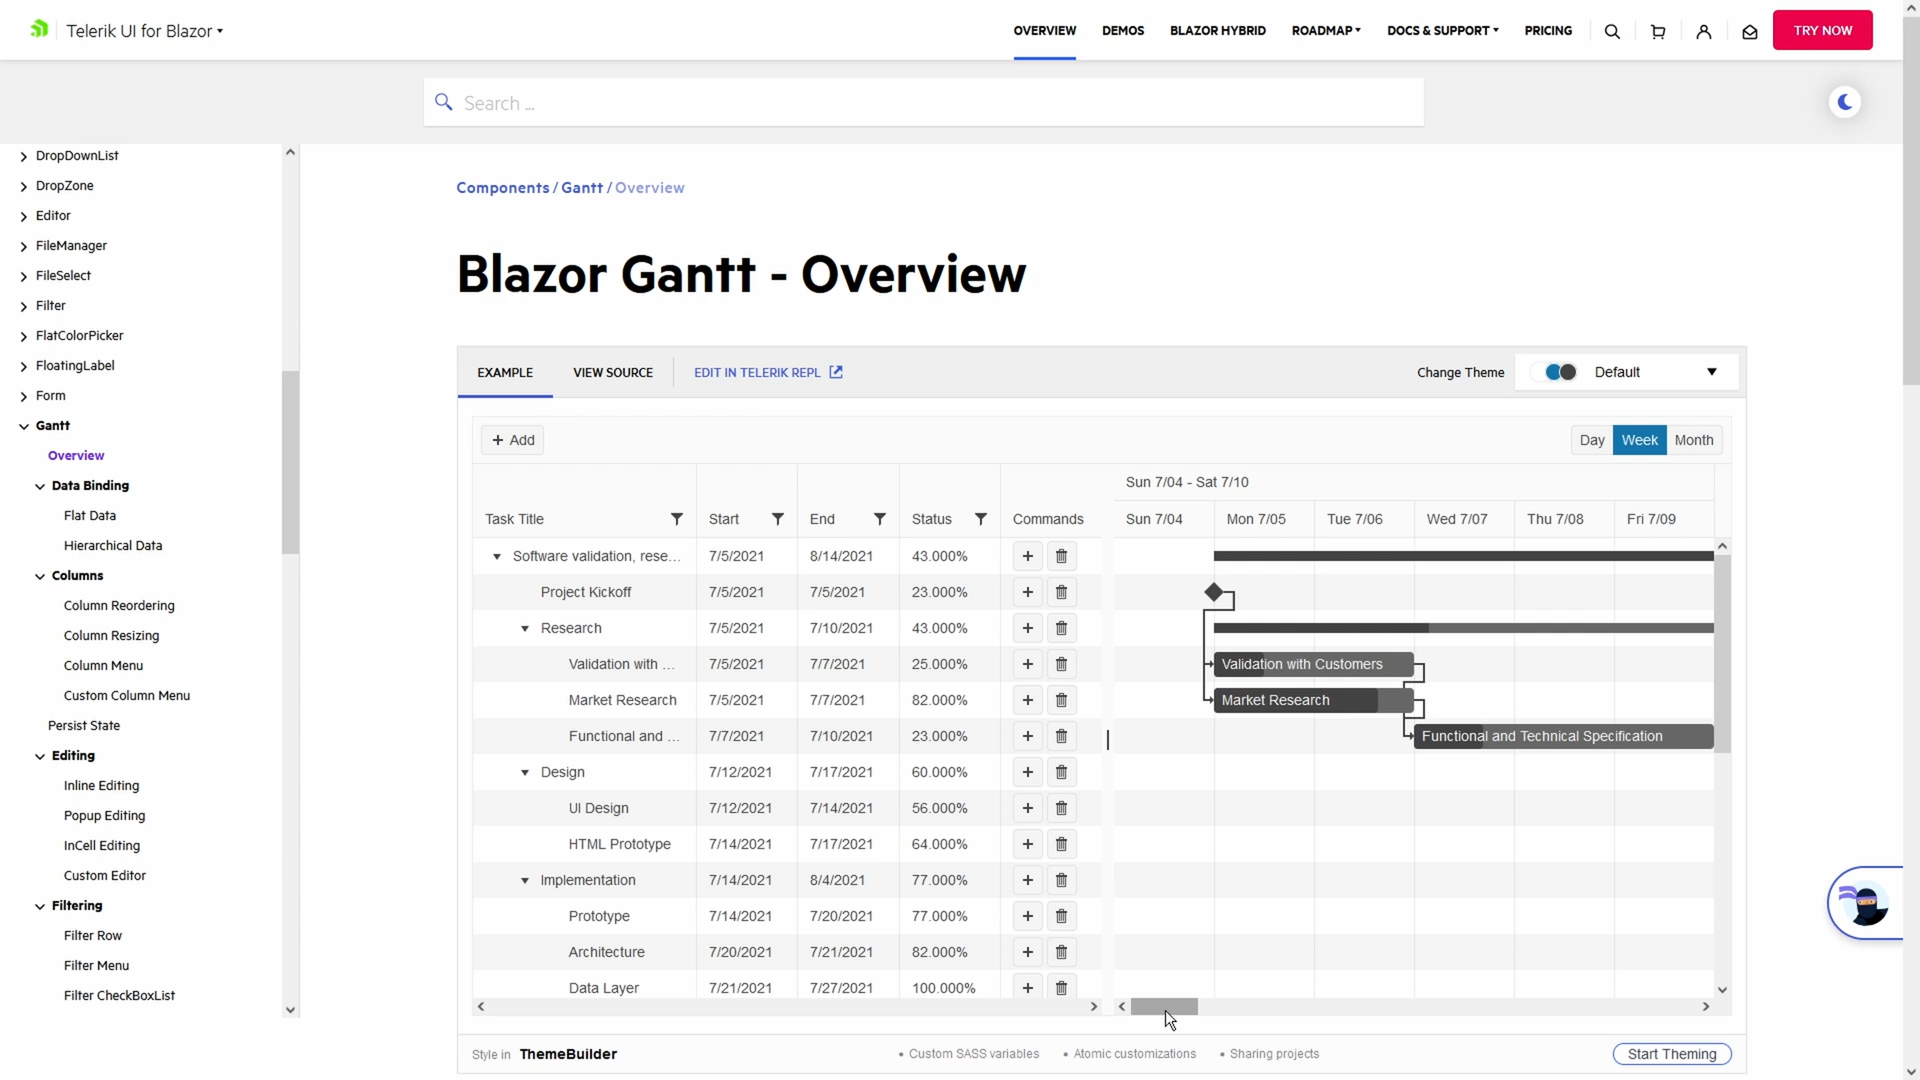 Telerik UI for Blazor
OVERVIEW DEMOS BLAZOR HYBRID ROADMAP DOCS & SUPPORT PRICING TRY NOW
Search ...
DropDownList
DropZone
Editor
FileManager
FileSelect
Filter
FlatColorPicker
FloatingLabel
Form
Gantt
Overview
Data Binding
Flat Data
Hierarchical Data
Columns
Column Reordering
Column Resizing
Column Menu
Custom Column Menu
Persist State
Editing
Inline Editing
Popup Editing
InCell Editing
Custom Editor
Filtering
Filter Row
Filter Menu
Filter CheckBoxList
Components / Gantt / Overview
Blazor Gantt - Overview
EXAMPLE VIEW SOURCE EDIT IN TELERIK REPL Change Theme Default
+ Add Day Week Month
Sun 7/04 - Sat 7/10
Task Title Start End Status Commands Sun 7/04 Mon 7/05 Tue 7/06 Wed 7/07 Thu 7/08 Fri 7/09
Software validation, rese... 7/5/2021 8/14/2021 43.000%
Project Kickoff 7/5/2021 7/5/2021 23.000%
Research 7/5/2021 7/10/2021 43.000%
Validation with ... 7/5/2021 7/7/2021 25.000% Validation with Customers
Market Research 7/5/2021 7/7/2021 82.000% Market Research
Functional and ... 7/7/2021 7/10/2021 23.000% Functional and Technical Specification
Design 7/12/2021 7/17/2021 60.000%
UI Design 7/12/2021 7/14/2021 56.000%
HTML Prototype 7/14/2021 7/17/2021 64.000%
Implementation 7/14/2021 8/4/2021 77.000%
Prototype 7/14/2021 7/20/2021 77.000%
Architecture 7/20/2021 7/21/2021 82.000%
Data Layer 7/21/2021 7/27/2021 100.000%
Style in ThemeBuilder • Custom SASS variables • Atomic customizations • Sharing projects Start Theming